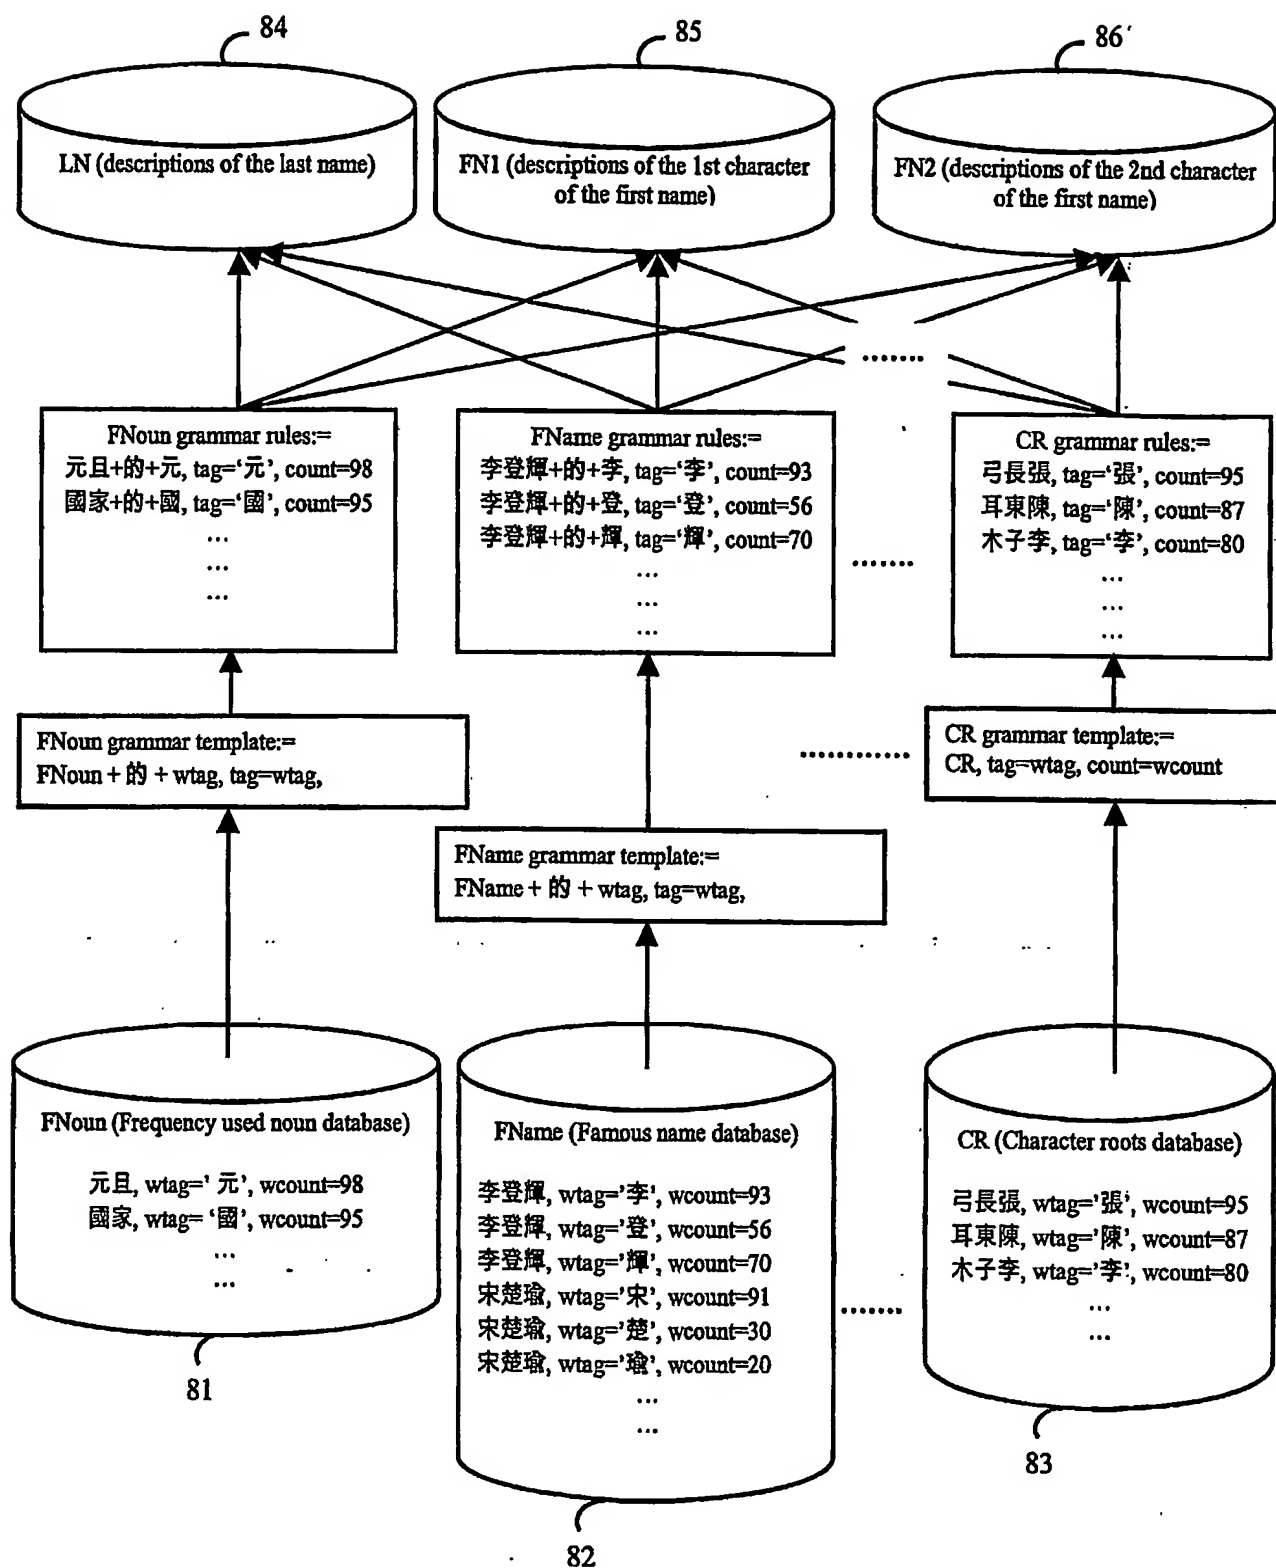 84
85
86
LN (descriptions of the last name)
FN1 (descriptions of the 1st character
of the first name)
FN2 (descriptions of the 2nd character
of the first name)
.......
FNoun grammar rules:=
元旦+的+元, tag=‘元’, count=98
國家+的+國, tag=‘國’, count=95
...
...
...
FName grammar rules:=
李登輝+的+李, tag=‘李’, count=93
李登輝+的+登, tag=‘登’, count=56
李登輝+的+輝, tag=‘輝’, count=70
...
...
...
.......
CR grammar rules:=
弓長張, tag=‘張’, count=95
耳東陳, tag=‘陳’, count=87
木子李, tag=‘李’, count=80
...
...
...
FNoun grammar template:=
FNoun + 的 + wtag, tag=wtag,
............
CR grammar template:=
CR, tag=wtag, count=wcount
FName grammar template:=
FName + 的 + wtag, tag=wtag,
FNoun (Frequency used noun database)
元旦, wtag=’ 元’, wcount=98
國家, wtag= ‘國’, wcount=95
...
...
FName (Famous name database)
李登輝, wtag=’李’, wcount=93
李登輝, wtag=’登’, wcount=56
李登輝, wtag=’輝’, wcount=70
宋楚瑜, wtag=’宋’, wcount=91
宋楚瑜, wtag=’楚’, wcount=30
宋楚瑜, wtag=’瑜’, wcount=20
...
...
.......
CR (Character roots database)
弓長張, wtag=’張’, wcount=95
耳東陳, wtag=’陳’, wcount=87
木子李, wtag=’李’, wcount=80
...
...
81
82
83